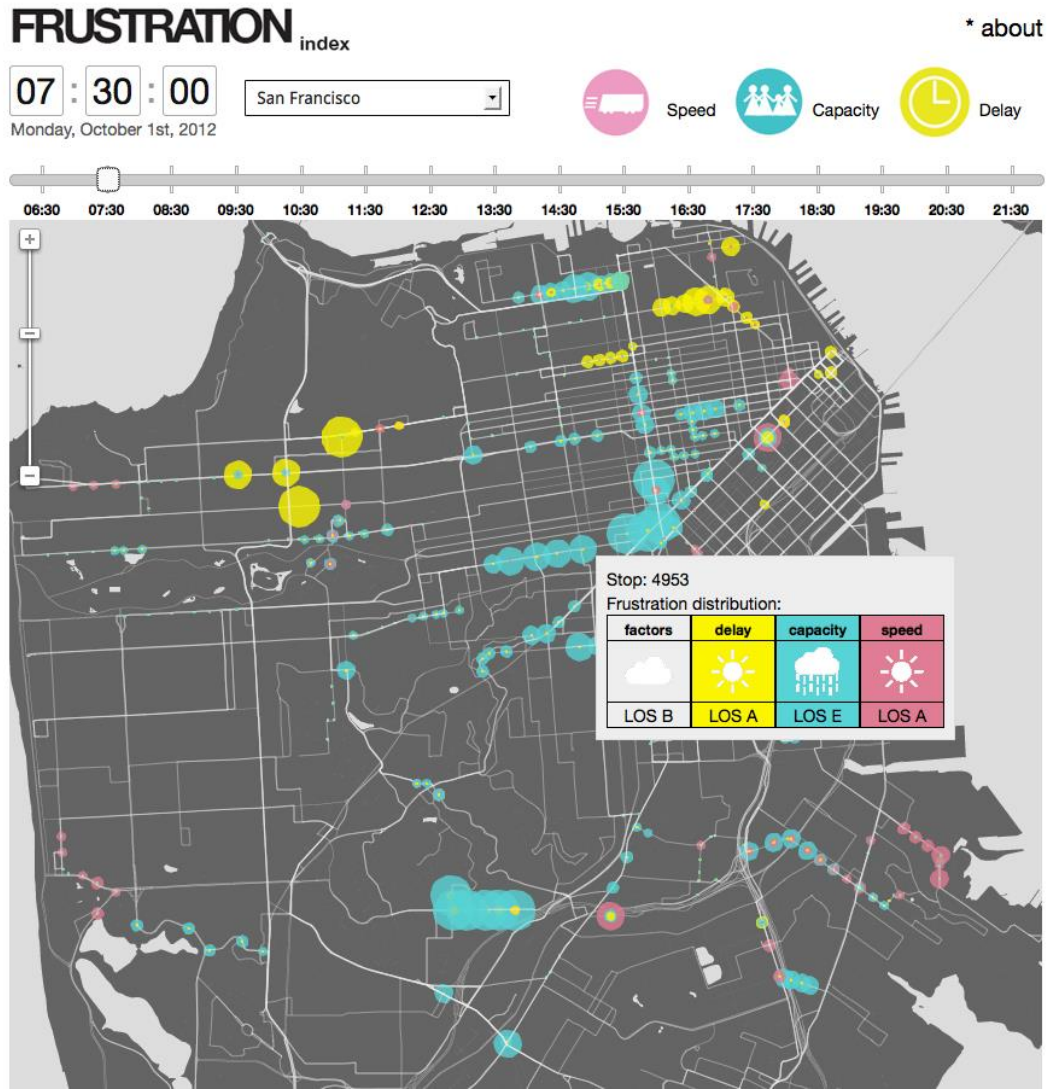 FRUSTRATION index
* about
07 : 30 : 00
San Francisco
Speed
Capacity
Delay
Monday, October 1st, 2012
06:30 07:30 08:30 09:30 10:30 11:30 12:30 13:30 14:30 15:30 16:30 17:30 18:30 19:30 20:30 21:30
Stop: 4953
Frustration distribution:
factors delay capacity speed
LOS B LOS A LOS E LOS A